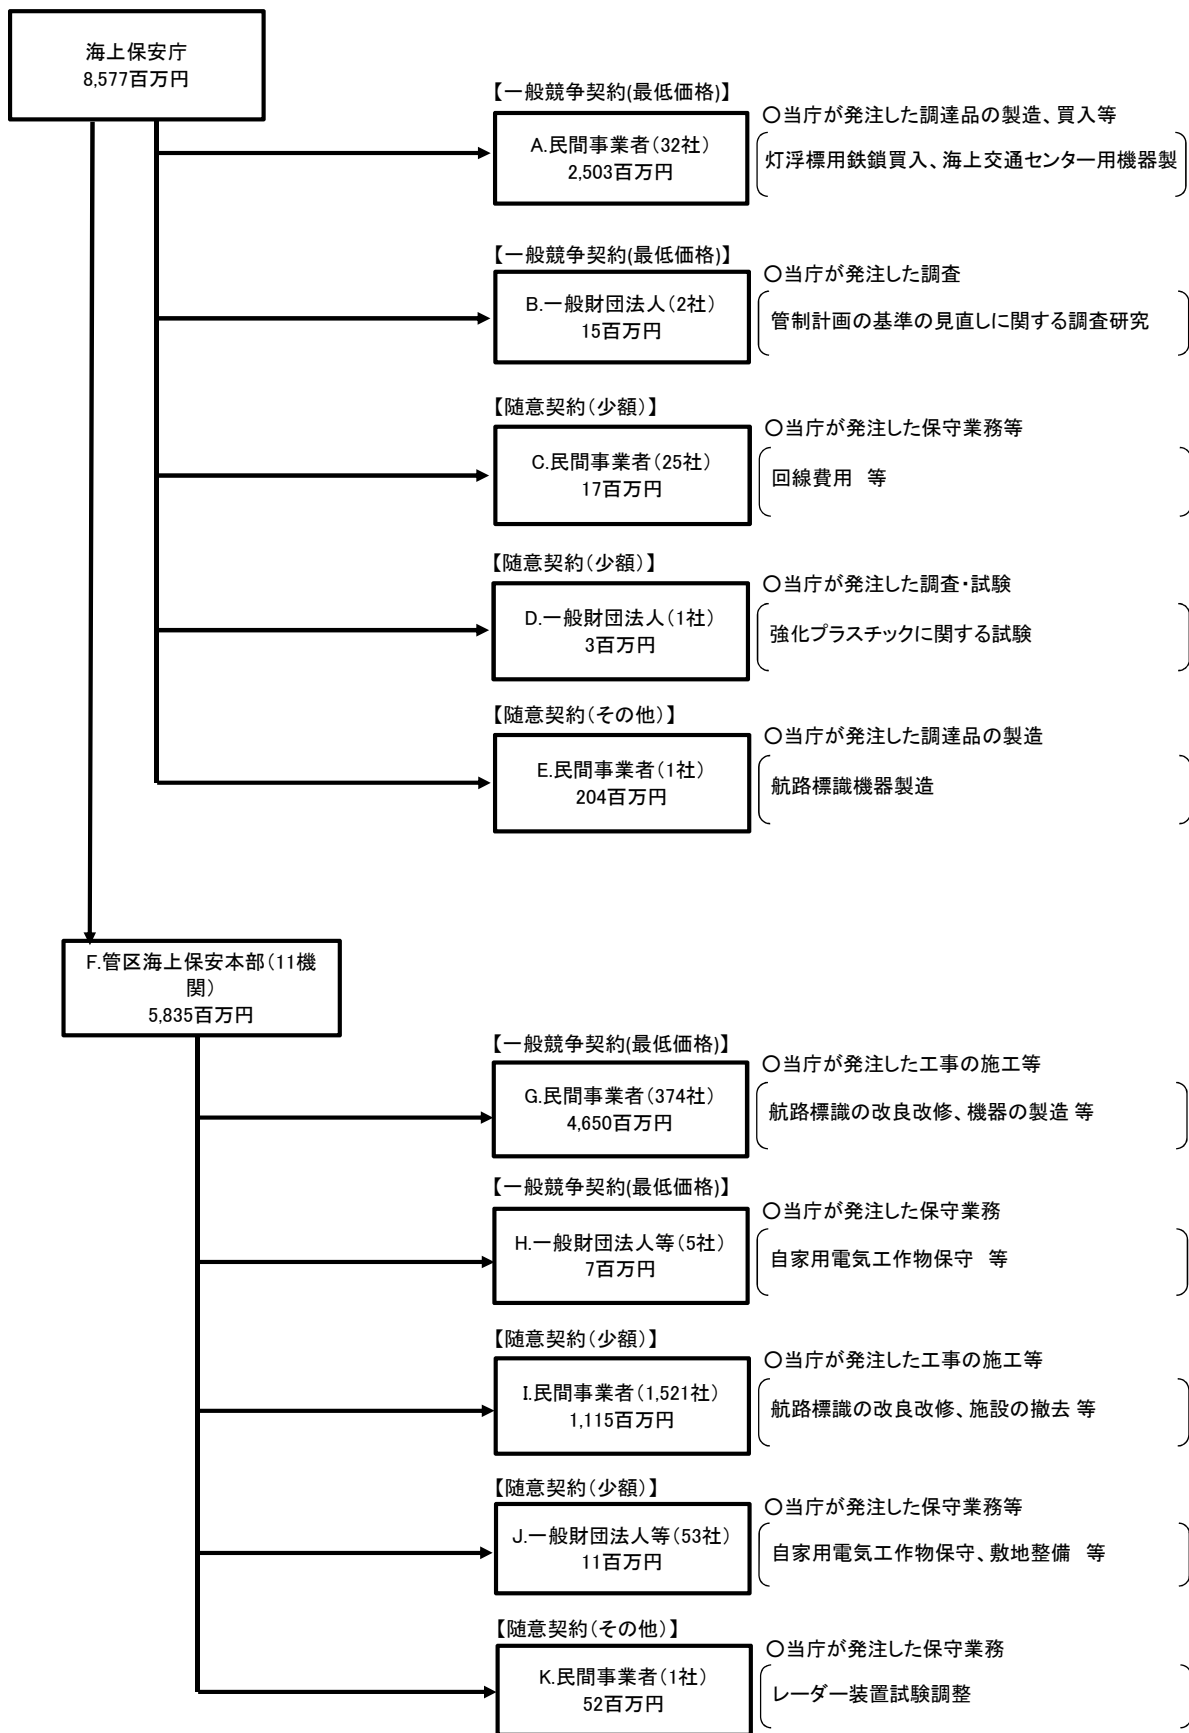 海上保安庁
8,577百万円
【一般競争契約(最低価格)】
A.民間事業者(32社)
2,503百万円
○当庁が発注した調達品の製造、買入等
灯浮標用鉄鎖買入、海上交通センター用機器製
【一般競争契約(最低価格)】
B.一般財団法人(2社)
15百万円
○当庁が発注した調査
管制計画の基準の見直しに関する調査研究
【随意契約(少額)】
C.民間事業者(25社)
17百万円
○当庁が発注した保守業務等
回線費用 等
【随意契約(少額)】
D.一般財団法人(1社)
3百万円
○当庁が発注した調査・試験
強化プラスチックに関する試験
【随意契約(その他)】
E.民間事業者(1社)
204百万円
○当庁が発注した調達品の製造
航路標識機器製造
F.管区海上保安本部(11機
関)
5,835百万円
【一般競争契約(最低価格)】
G.民間事業者(374社)
4,650百万円
○当庁が発注した工事の施工等
航路標識の改良改修、機器の製造 等
【一般競争契約(最低価格)】
H.一般財団法人等(5社)
7百万円
○当庁が発注した保守業務
自家用電気工作物保守 等
【随意契約(少額)】
I.民間事業者(1,521社)
1,115百万円
○当庁が発注した工事の施工等
航路標識の改良改修、施設の撤去 等
【随意契約(少額)】
J.一般財団法人等(53社)
11百万円
○当庁が発注した保守業務等
自家用電気工作物保守、敷地整備 等
【随意契約(その他)】
K.民間事業者(1社)
52百万円
○当庁が発注した保守業務
レーダー装置試験調整